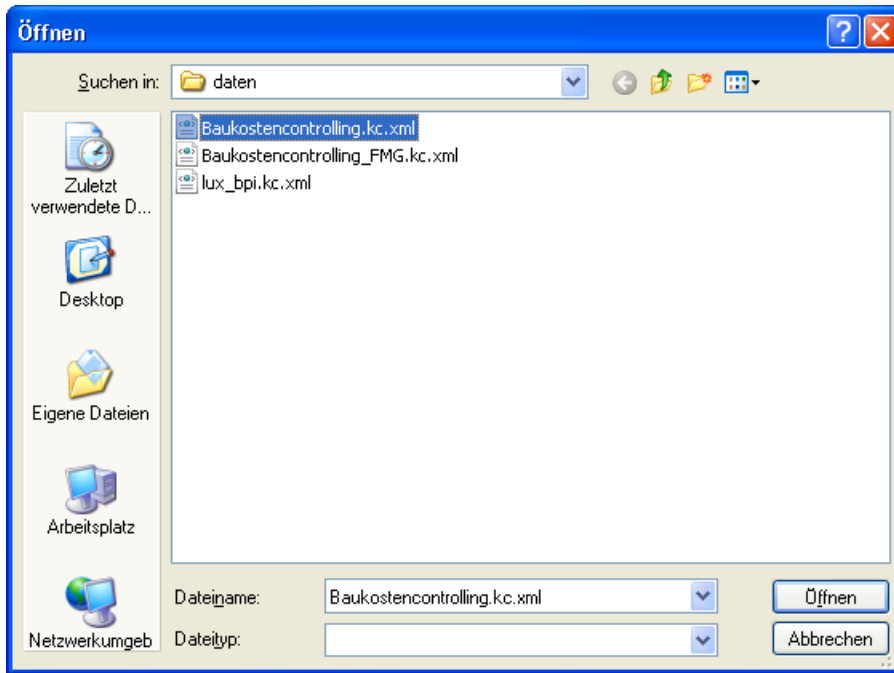 Öffnen
Suchen in:
daten
Baukostencontrolling.kc.xml
Baukostencontrolling_FMG.kc.xml
lux_bpi.kc.xml
Zuletzt
verwendete D...
Desktop
Eigene Dateien
Arbeitsplatz
Netzwerkumgeb
Dateiname:
Baukostencontrolling.kc.xml
Öffnen
Dateityp:
Abbrechen